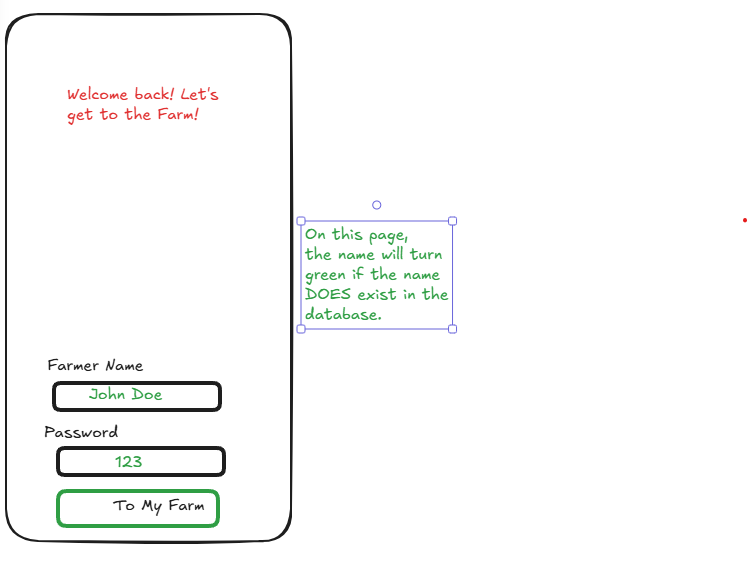 Welcome back! Let's
get to the Farm!
On this page,
the name will turn
green if the name
DOES exist in the
database.
Farmer Name
John Doe
Password
123
To My Farm